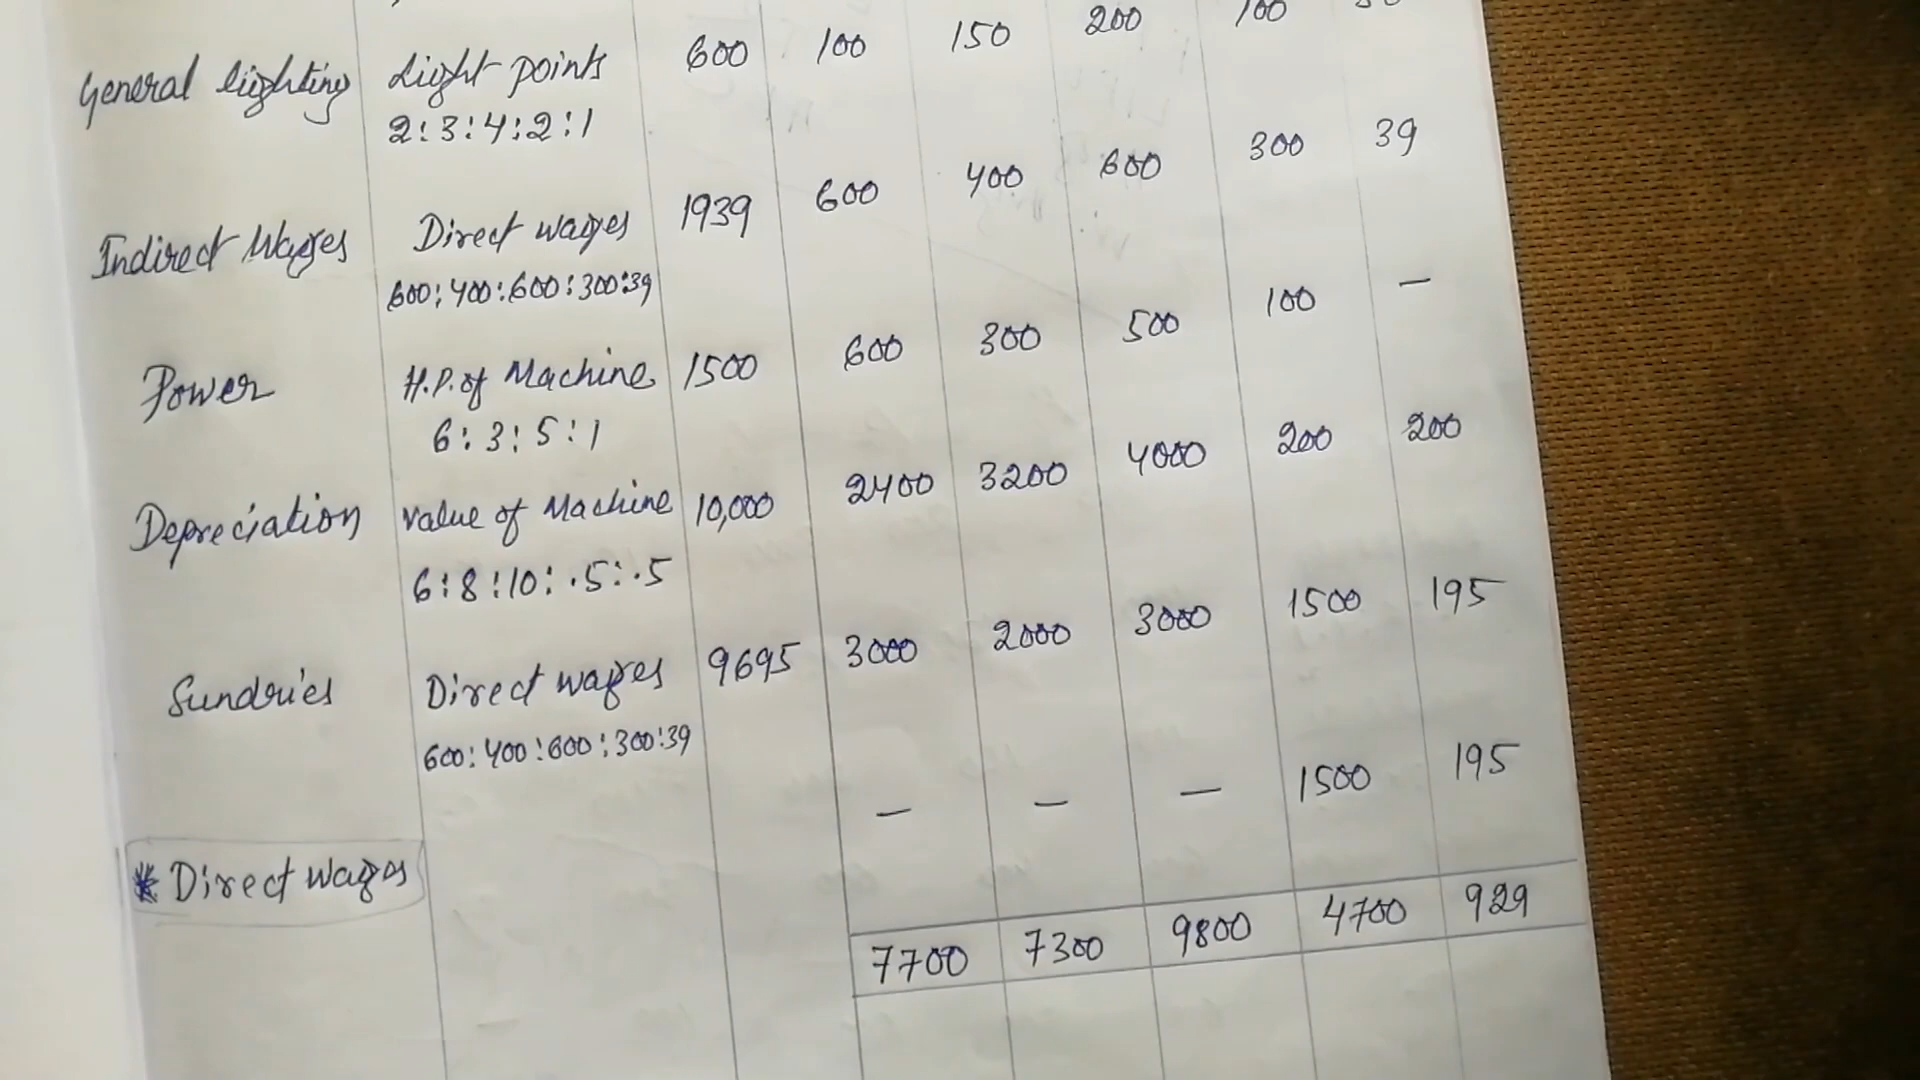 General lighting Light points 600 100 150 200 100 50
2:3:4:2:1
Indirect Wages Direct wages 1939 600 400 600 300 39
600:400:600:300:39
Power H.P. of Machine 1500 600 300 500 100 —
6:3:5:1
Depreciation Value of Machine 10,000 2400 3200 4000 200 200
6:8:10:.5:.5
Sundries Direct wages 9695 3000 2000 3000 1500 195
600:400:600:300:39
* Direct wages — — — 1500 195
7700 7300 9800 4700 929